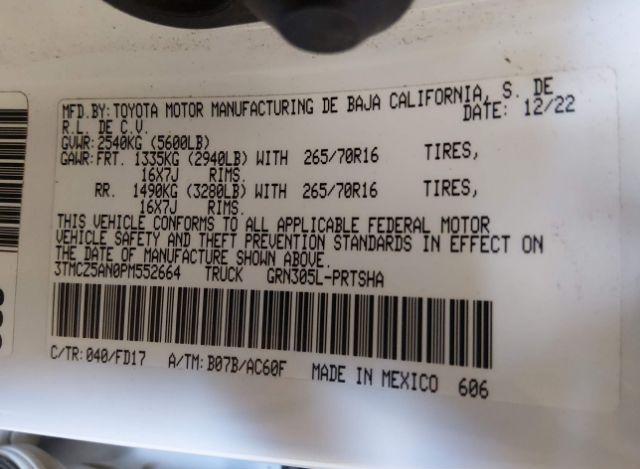 MFD.BY: TOYOTA MOTOR MANUFACTURING DE BAJA CALIFORNIA, S. DE
R.L. DE C.V. DATE: 12/22
GVWR: 2540KG (5600LB)
GAWR: FRT. 1335KG (2940LB) WITH 265/70R16 TIRES,
16X7J RIMS.
RR. 1490KG (3280LB) WITH 265/70R16 TIRES,
16X7J RIMS.
THIS VEHICLE CONFORMS TO ALL APPLICABLE FEDERAL MOTOR
VEHICLE SAFETY AND THEFT PREVENTION STANDARDS IN EFFECT ON
THE DATE OF MANUFACTURE SHOWN ABOVE.
3TMCZ5AN0PM552664 TRUCK GRN305L-PRTSHA
C/TR: 040/FD17 A/TM: B07B/AC60F MADE IN MEXICO 606